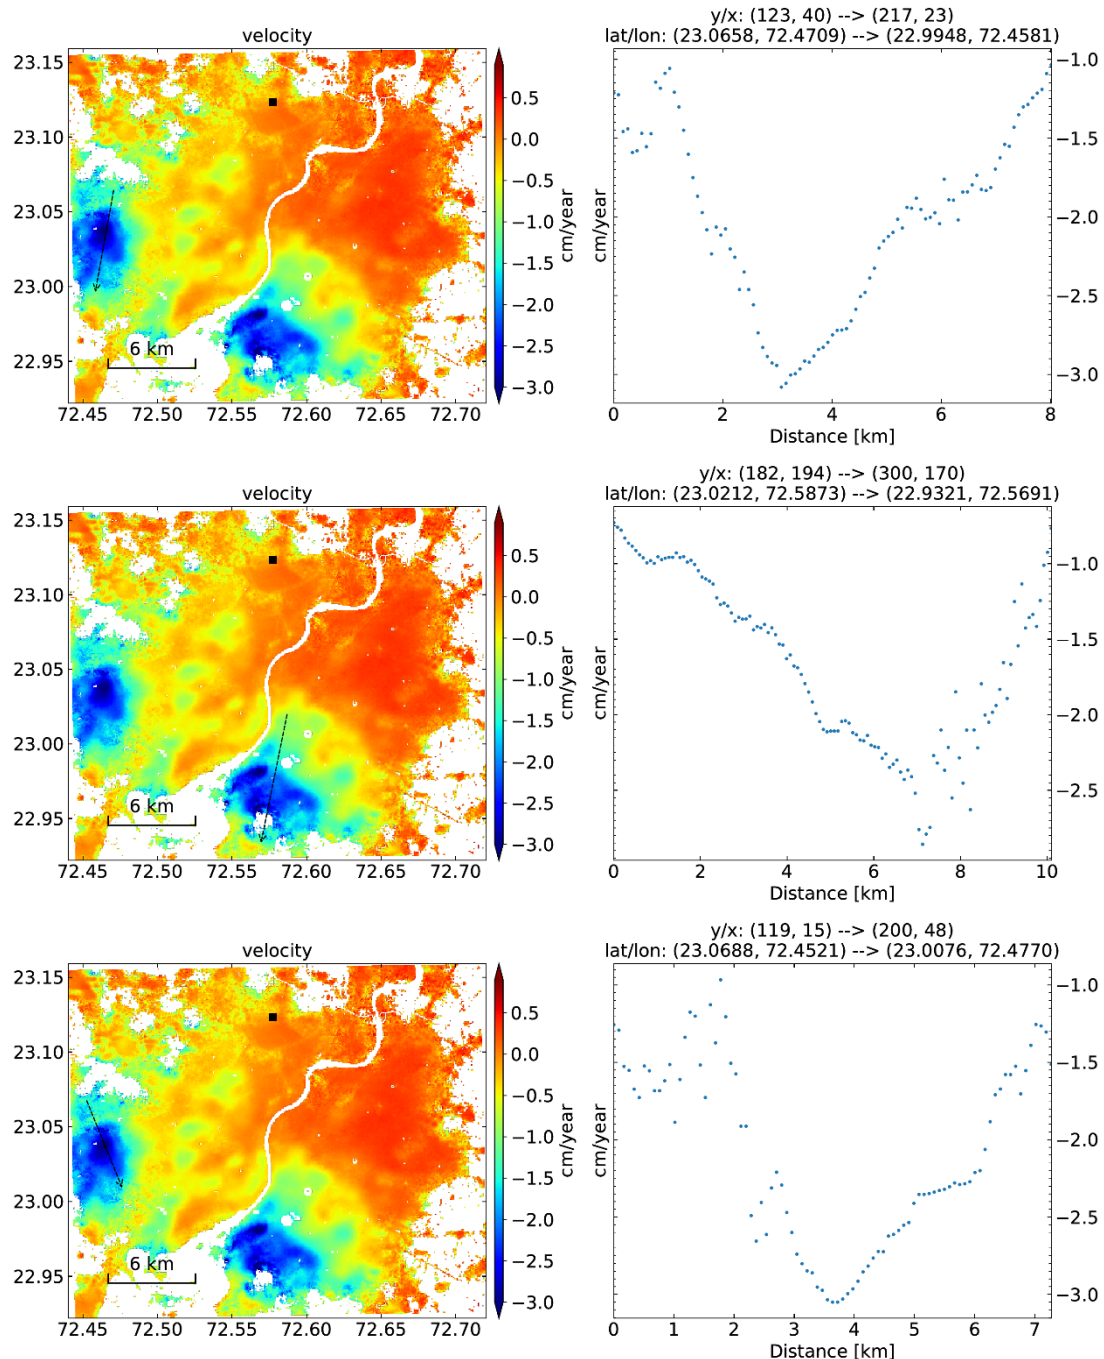 velocity
23.15
23.10
23.05
23.00
22.95
6 km
72.45 72.50 72.55 72.60 72.65 72.70
0.5
0.0
−0.5
−1.0
−1.5
−2.0
−2.5
−3.0
cm/year
y/x: (123, 40) --> (217, 23)
lat/lon: (23.0658, 72.4709) --> (22.9948, 72.4581)
cm/year
−1.0
−1.5
−2.0
−2.5
−3.0
0 2 4 6 8
Distance [km]
velocity
23.15
23.10
23.05
23.00
22.95
6 km
72.45 72.50 72.55 72.60 72.65 72.70
0.5
0.0
−0.5
−1.0
−1.5
−2.0
−2.5
−3.0
cm/year
y/x: (182, 194) --> (300, 170)
lat/lon: (23.0212, 72.5873) --> (22.9321, 72.5691)
cm/year
−1.0
−1.5
−2.0
−2.5
0 2 4 6 8 10
Distance [km]
velocity
23.15
23.10
23.05
23.00
22.95
6 km
72.45 72.50 72.55 72.60 72.65 72.70
0.5
0.0
−0.5
−1.0
−1.5
−2.0
−2.5
−3.0
cm/year
y/x: (119, 15) --> (200, 48)
lat/lon: (23.0688, 72.4521) --> (23.0076, 72.4770)
cm/year
−1.0
−1.5
−2.0
−2.5
−3.0
0 1 2 3 4 5 6 7
Distance [km]